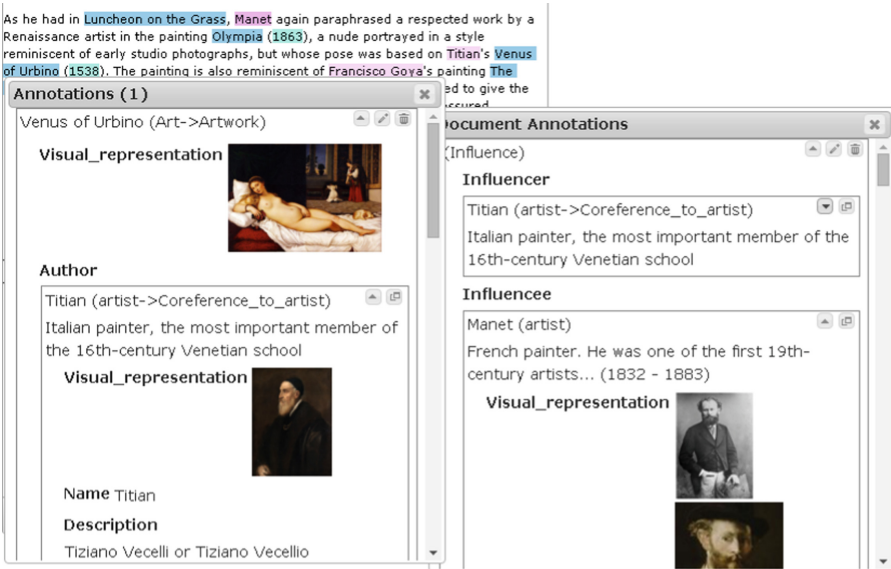 As he had in Luncheon on the Grass, Manet again paraphrased a respected work by a
Renaissance artist in the painting Olympia (1863), a nude portrayed in a style
reminiscent of early studio photographs, but whose pose was based on Titian's Venus
of Urbino (1538). The painting is also reminiscent of Francisco Goya's painting The
ed to give the
Annotations (1)
Venus of Urbino (Art->Artwork)
Visual_representation
Author
Titian (artist->Coreference_to_artist)
Italian painter, the most important member of
the 16th-century Venetian school
Visual_representation
Name Titian
Description
Tiziano Vecelli or Tiziano Vecellio
Document Annotations
(Influence)
Influencer
Titian (artist->Coreference_to_artist)
Italian painter, the most important member of the
16th-century Venetian school
Influencee
Manet (artist)
French painter. He was one of the first 19th-
century artists... (1832 - 1883)
Visual_representation